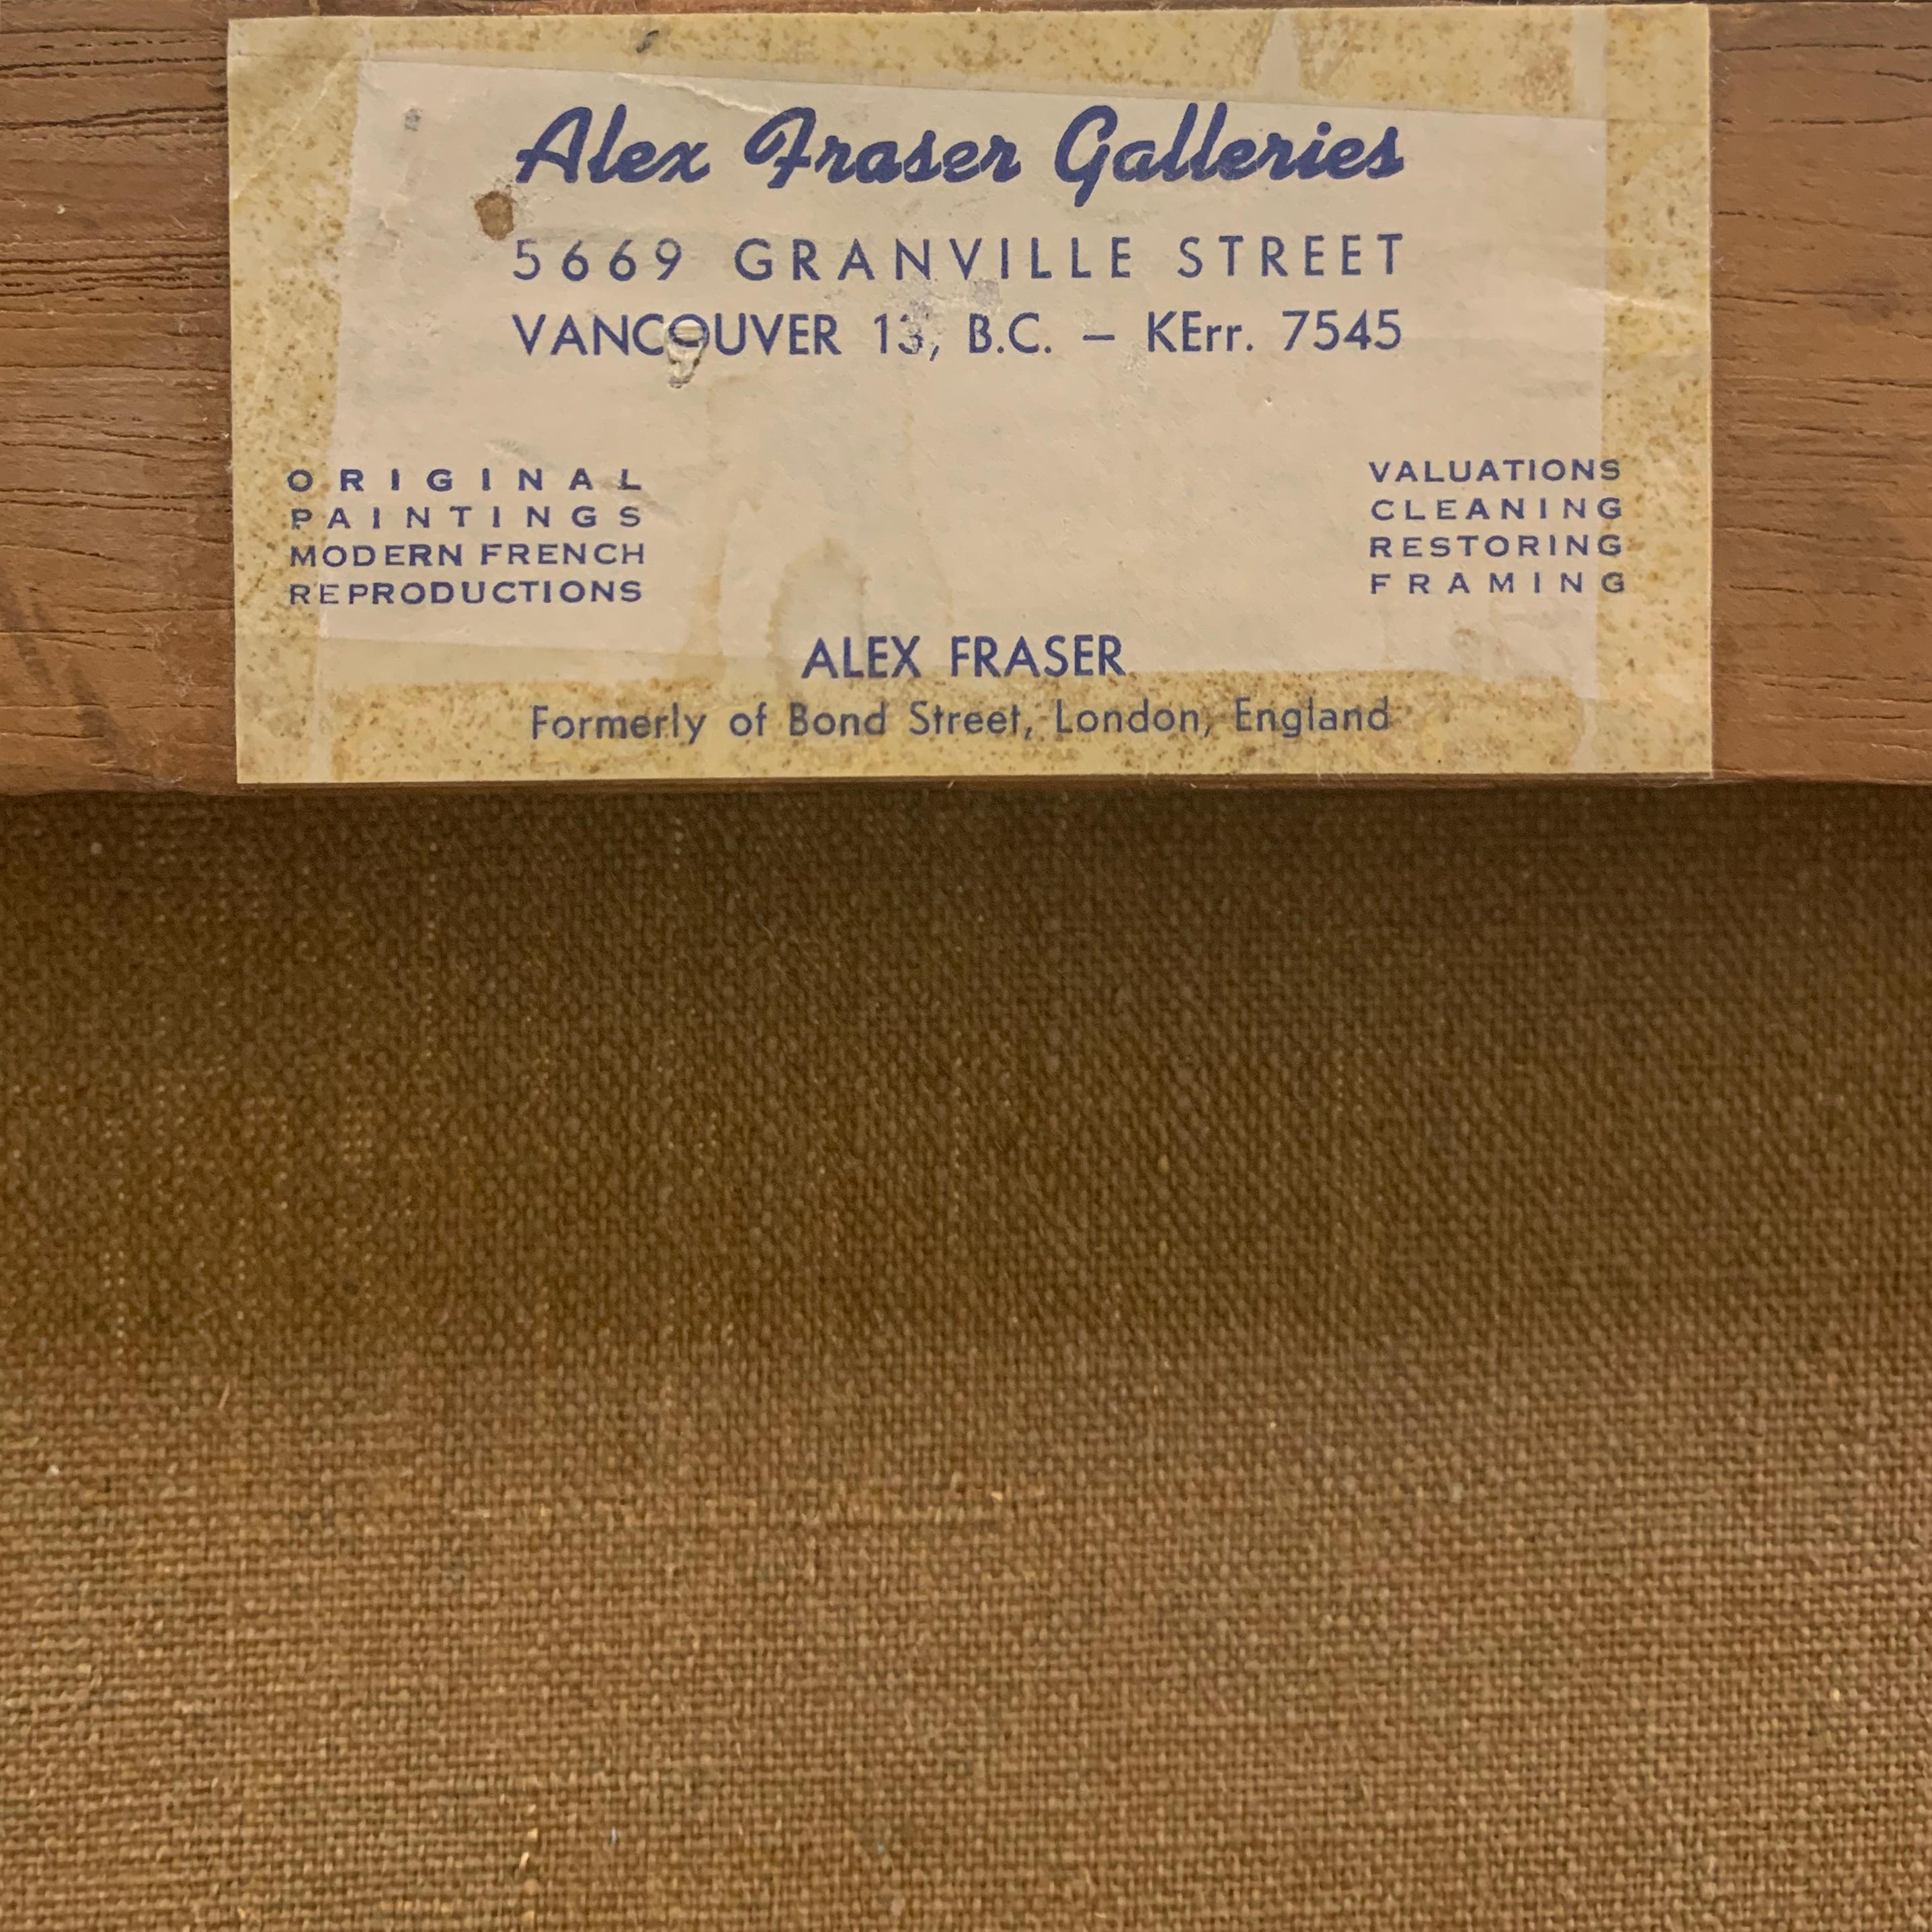 Alex Fraser Galleries
5669 GRANVILLE STREET
VANCOUVER 13, B.C. — KErr. 7545
ORIGINAL
PAINTINGS
MODERN FRENCH
REPRODUCTIONS
VALUATIONS
CLEANING
RESTORING
FRAMING
ALEX FRASER
Formerly of Bond Street, London, England